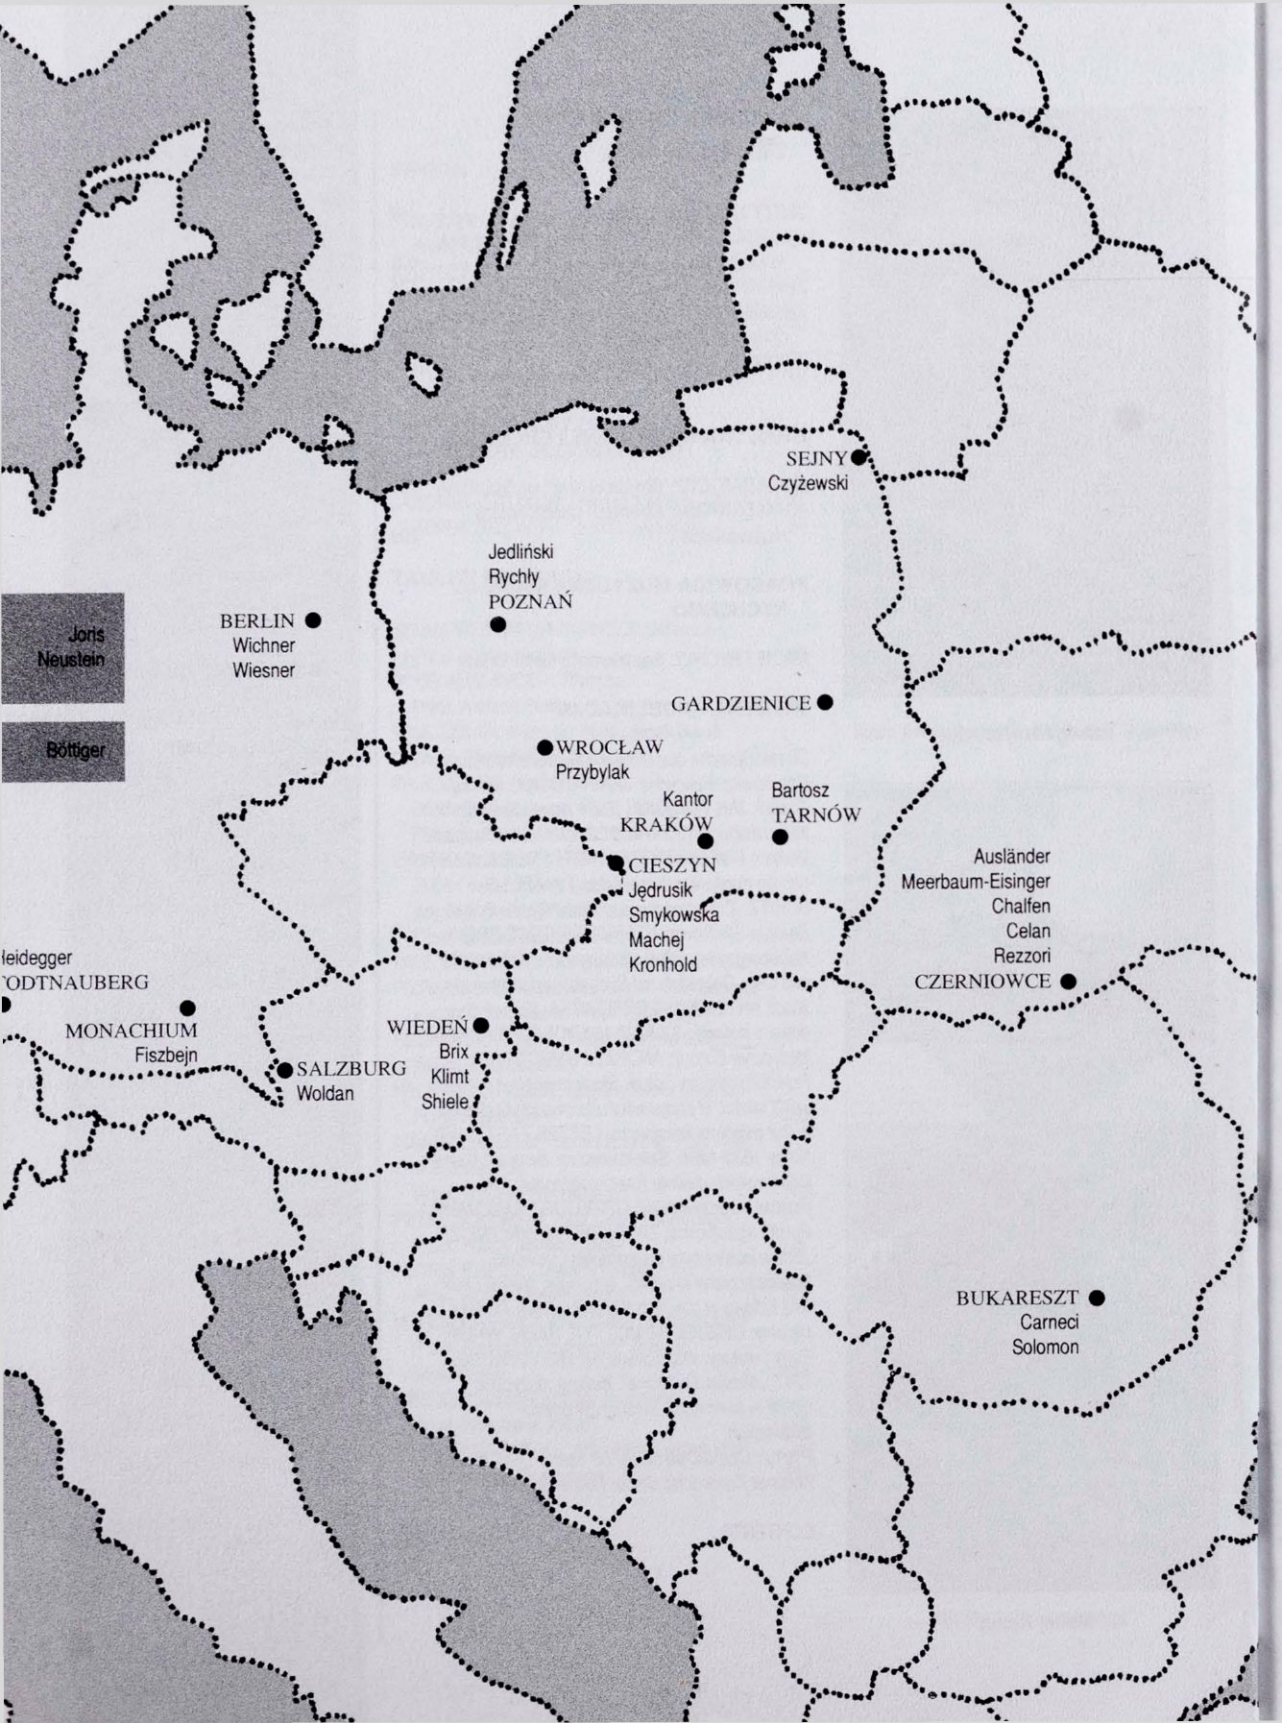 SEJNY
Czyżewski
Jedliński
Rychły
POZNAŃ
BERLIN
Wichner
Wiesner
Joris
Neustein
Böttiger
GARDZIENICE
WROCŁAW
Przybylak
Kantor
KRAKÓW
Bartosz
TARNÓW
CIESZYN
Jędrusik
Smykowska
Machej
Kronhold
Ausländer
Meerbaum-Eisinger
Chalfen
Celan
Rezzori
CZERNIOWCE
Heidegger
TODTNAUBERG
MONACHIUM
Fiszbejn
WIEDEŃ
Brix
Klimt
Shiele
SALZBURG
Woldan
BUKARESZT
Carneci
Solomon